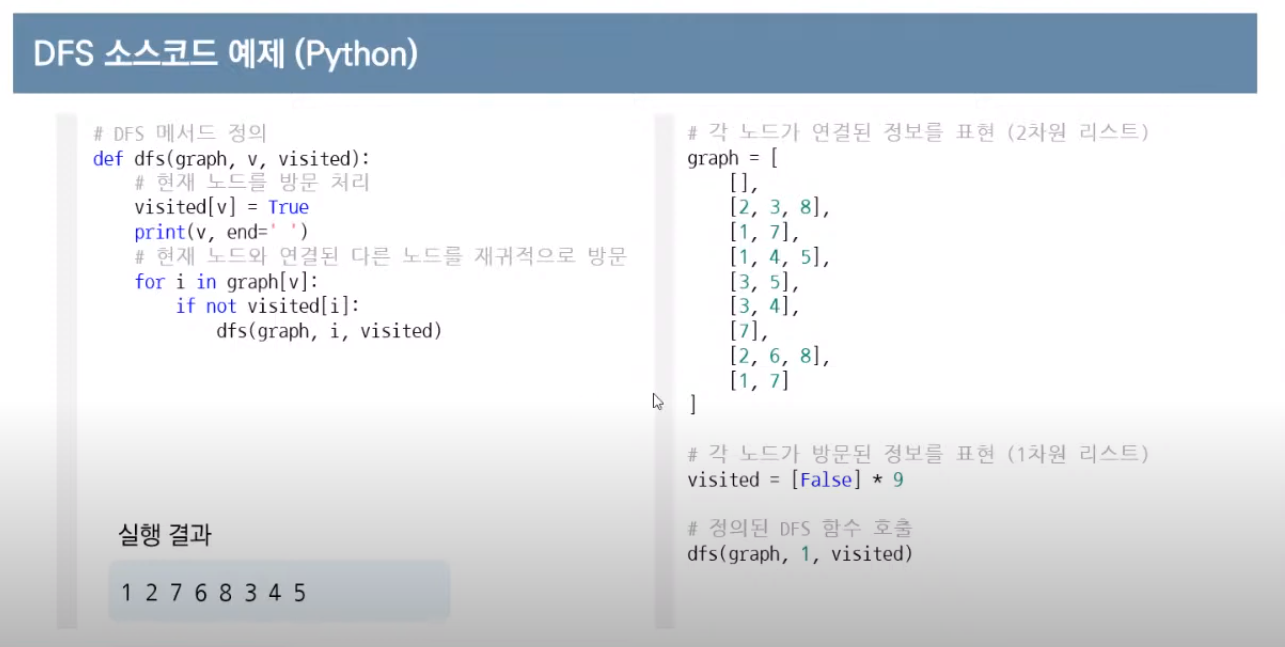 DFS 소스코드 예제 (Python)
# DFS 메서드 정의
def dfs(graph, v, visited):
    # 현재 노드를 방문 처리
    visited[v] = True
    print(v, end=' ')
    # 현재 노드와 연결된 다른 노드를 재귀적으로 방문
    for i in graph[v]:
        if not visited[i]:
            dfs(graph, i, visited)
실행 결과
1 2 7 6 8 3 4 5
# 각 노드가 연결된 정보를 표현 (2차원 리스트)
graph = [
    [],
    [2, 3, 8],
    [1, 7],
    [1, 4, 5],
    [3, 5],
    [3, 4],
    [7],
    [2, 6, 8],
    [1, 7]
]
# 각 노드가 방문된 정보를 표현 (1차원 리스트)
visited = [False] * 9
# 정의된 DFS 함수 호출
dfs(graph, 1, visited)